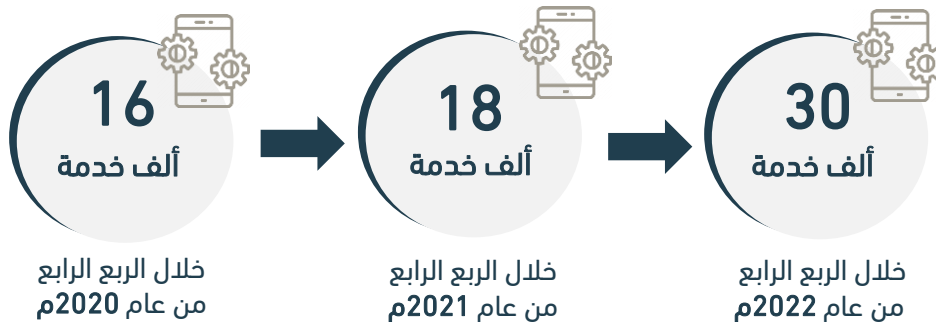 16
ألف خدمة
خلال الربع الرابع
من عام 2020م
18
ألف خدمة
خلال الربع الرابع
من عام 2021م
30
ألف خدمة
خلال الربع الرابع
من عام 2022م